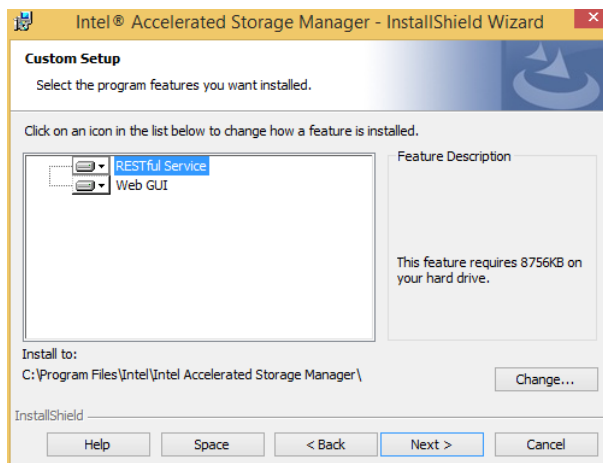 Intel® Accelerated Storage Manager - InstallShield Wizard
Custom Setup
Select the program features you want installed.
Click on an icon in the list below to change how a feature is installed.
RESTful Service
Web GUI
Feature Description
This feature requires 8756KB on
your hard drive.
Install to:
C:\Program Files\Intel\Intel Accelerated Storage Manager\
Change...
InstallShield
Help
Space
< Back
Next >
Cancel